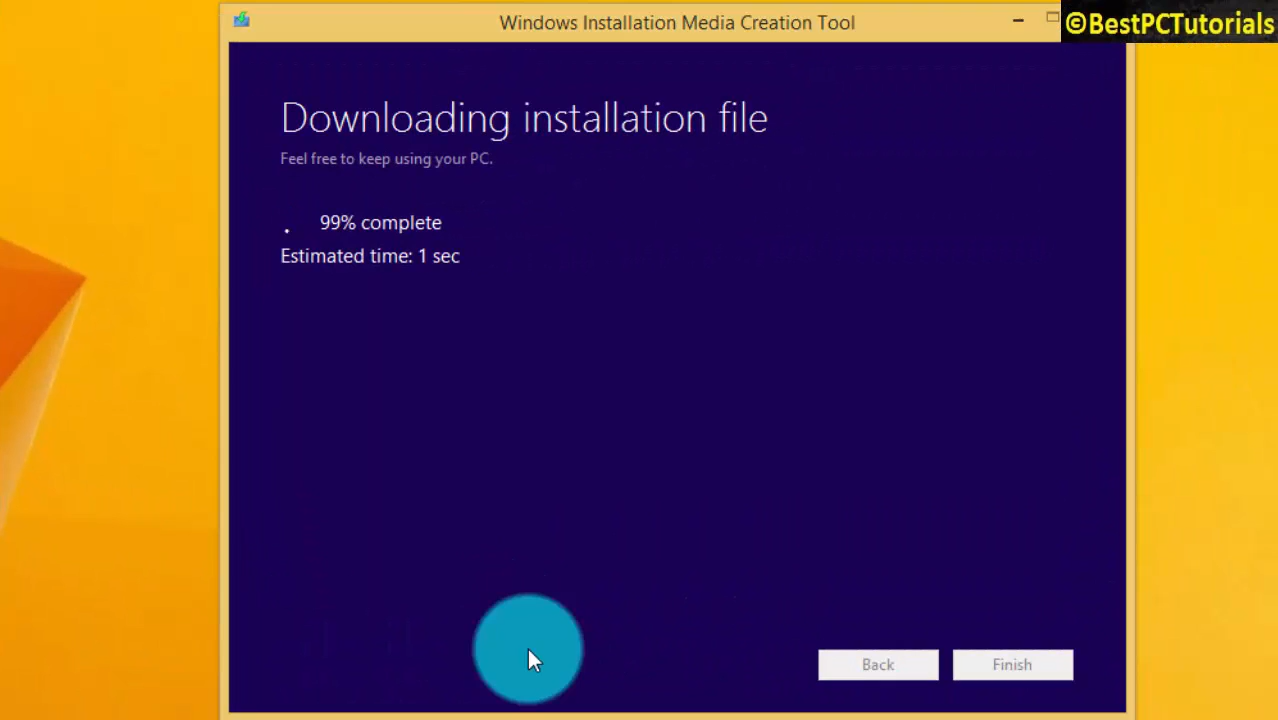 Windows Installation Media Creation Tool
©BestPCTutorials
Downloading installation file
Feel free to keep using your PC.
99% complete
Estimated time: 1 sec
Back
Finish